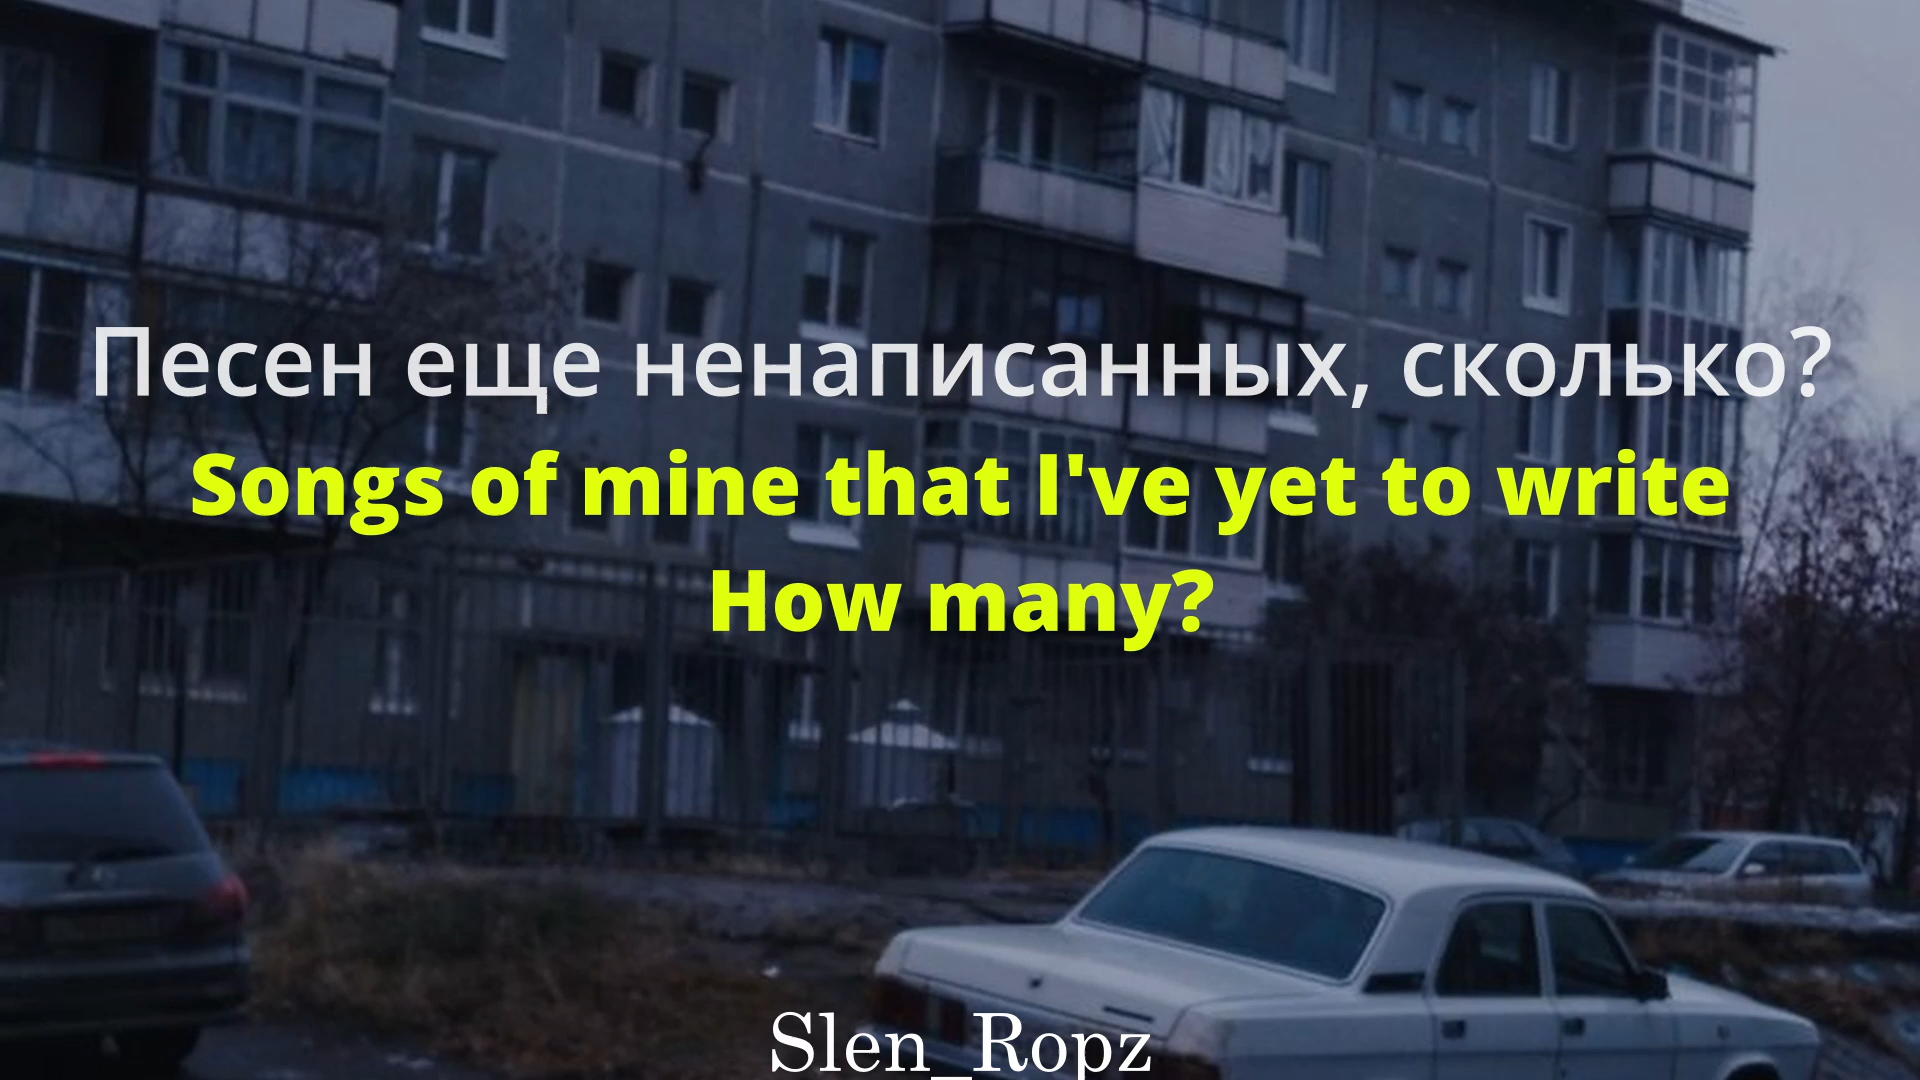 Песен еще ненаписанных, сколько?
Songs of mine that I've yet to write
How many?
Slen_Ropz